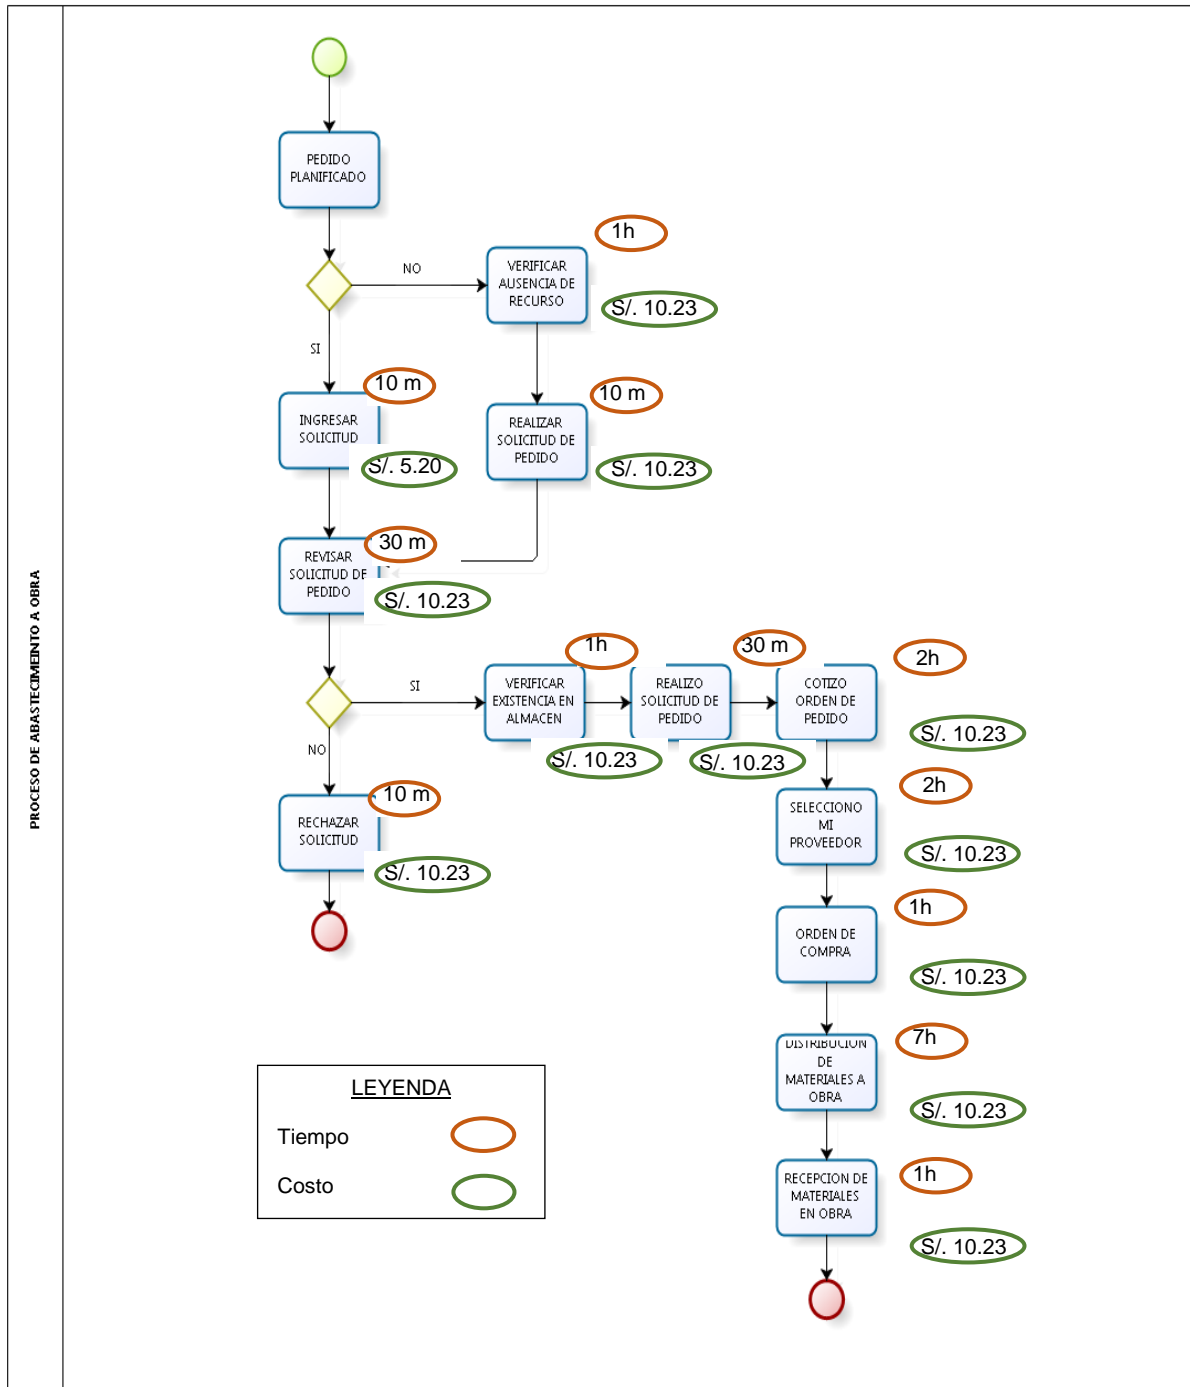 PROCESO DE ABASTECIMEINTO A OBRA
PEDIDO
PLANIFICADO
NO
SI
1h
VERIFICAR
AUSENCIA DE
RECURSO
S/. 10.23
10 m
INGRESAR
SOLICITUD
S/. 5.20
10 m
REALIZAR
SOLICITUD DE
PEDIDO
S/. 10.23
30 m
REVISAR
SOLICITUD DE
PEDIDO
S/. 10.23
SI
NO
1h
VERIFICAR
EXISTENCIA EN
ALMACEN
S/. 10.23
30 m
REALIZO
SOLICITUD DE
PEDIDO
S/. 10.23
2h
COTIZO
ORDEN DE
PEDIDO
S/. 10.23
10 m
RECHAZAR
SOLICITUD
S/. 10.23
2h
SELECCIONO
MI
PROVEEDOR
S/. 10.23
1h
ORDEN DE
COMPRA
S/. 10.23
7h
DISTRIBUCION
DE
MATERIALES A
OBRA
S/. 10.23
1h
RECEPCION DE
MATERIALES
EN OBRA
S/. 10.23
LEYENDA
Tiempo
Costo